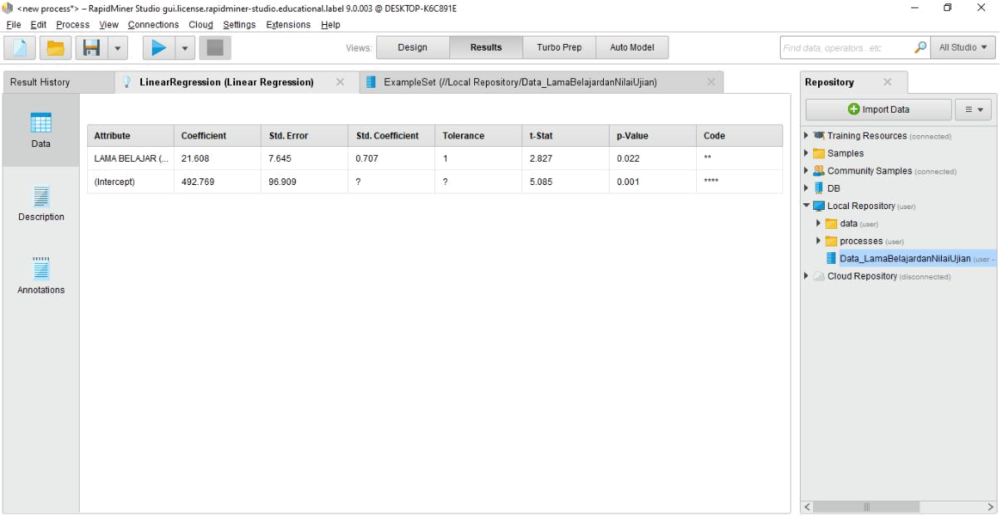 <new process*> – RapidMiner Studio gui.license.rapidminer-studio.educational.label 9.0.003 @ DESKTOP-K6C891E
File Edit Process View Connections Cloud Settings Extensions Help
Views: Design Results Turbo Prep Auto Model Find data, operators...etc All Studio
Result History LinearRegression (Linear Regression) ExampleSet (//Local Repository/Data_LamaBelajardanNilaiUjian)
Data
Description
Annotations
Attribute Coefficient Std. Error Std. Coefficient Tolerance t-Stat p-Value Code
LAMA BELAJAR (... 21.608 7.645 0.707 1 2.827 0.022 **
(Intercept) 492.769 96.909 ? ? 5.085 0.001 ****
Repository
Import Data
Training Resources (connected)
Samples
Community Samples (connected)
DB
Local Repository (user)
data (user)
processes (user)
Data_LamaBelajardanNilaiUjian (user -
Cloud Repository (disconnected)